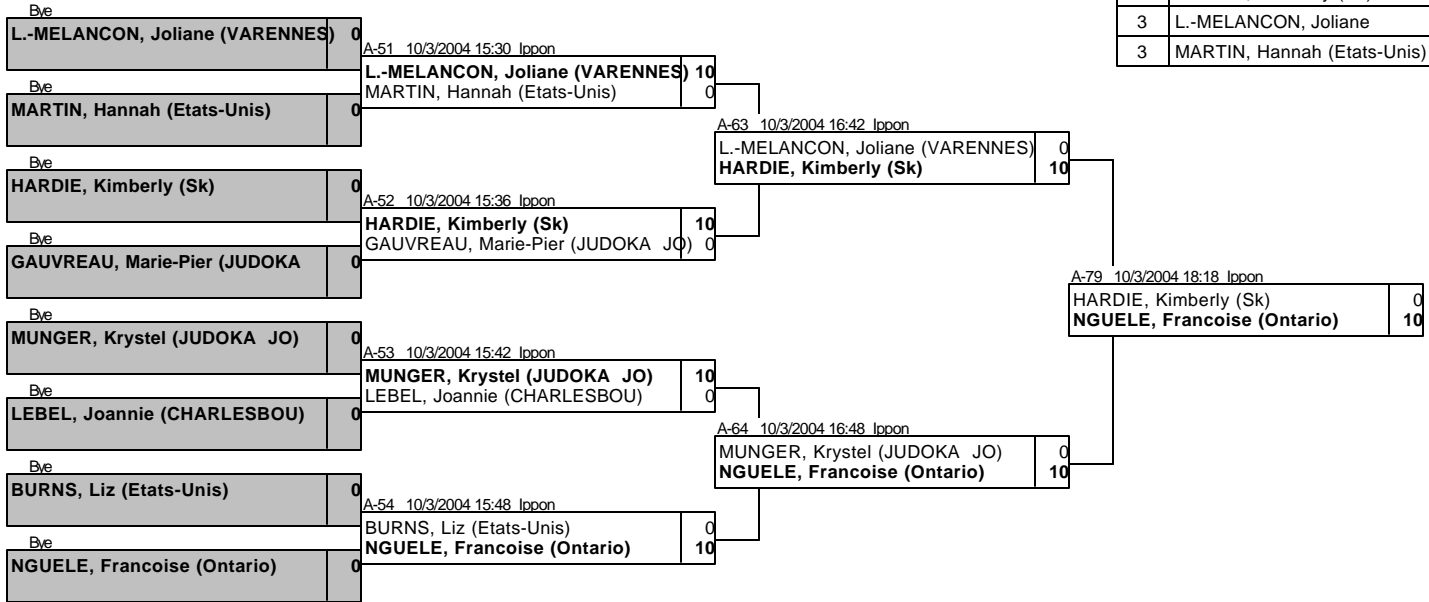 Bye
L.-MELANCON, Joliane (VARENNES) 0
Bye
MARTIN, Hannah (Etats-Unis) 0
Bye
HARDIE, Kimberly (Sk) 0
Bye
GAUVREAU, Marie-Pier (JUDOKA 0
Bye
MUNGER, Krystel (JUDOKA JO) 0
Bye
LEBEL, Joannie (CHARLESBOU) 0
Bye
BURNS, Liz (Etats-Unis) 0
Bye
NGUELE, Francoise (Ontario) 0
A-51 10/3/2004 15:30 Ippon
L.-MELANCON, Joliane (VARENNES) 10
MARTIN, Hannah (Etats-Unis) 0
A-52 10/3/2004 15:36 Ippon
HARDIE, Kimberly (Sk) 10
GAUVREAU, Marie-Pier (JUDOKA JO) 0
A-53 10/3/2004 15:42 Ippon
MUNGER, Krystel (JUDOKA JO) 10
LEBEL, Joannie (CHARLESBOU) 0
A-54 10/3/2004 15:48 Ippon
BURNS, Liz (Etats-Unis) 0
NGUELE, Francoise (Ontario) 10
A-63 10/3/2004 16:42 Ippon
L.-MELANCON, Joliane (VARENNES) 0
HARDIE, Kimberly (Sk) 10
A-64 10/3/2004 16:48 Ippon
MUNGER, Krystel (JUDOKA JO) 0
NGUELE, Francoise (Ontario) 10
A-79 10/3/2004 18:18 Ippon
HARDIE, Kimberly (Sk) 0
NGUELE, Francoise (Ontario) 10
3 L.-MELANCON, Joliane
3 MARTIN, Hannah (Etats-Unis)